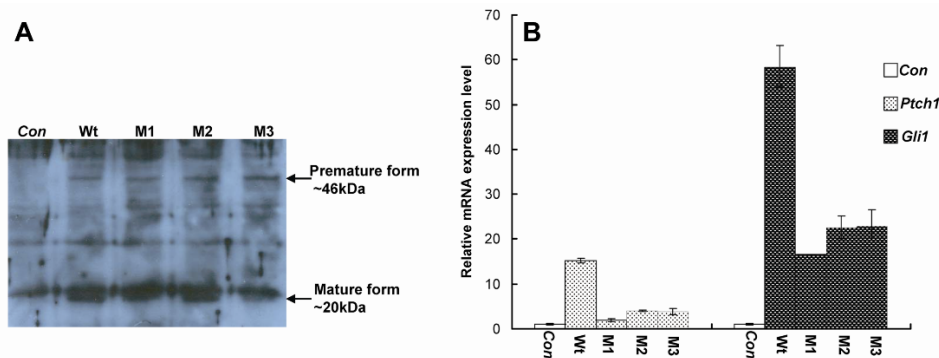 A
Con Wt M1 M2 M3
Premature form
~46kDa
Mature form
~20kDa
B
Relative mRNA expression level
70
60
50
40
30
20
10
0
Con
Ptch1
Gli1
Con Wt M1 M2 M3 Con Wt M1 M2 M3